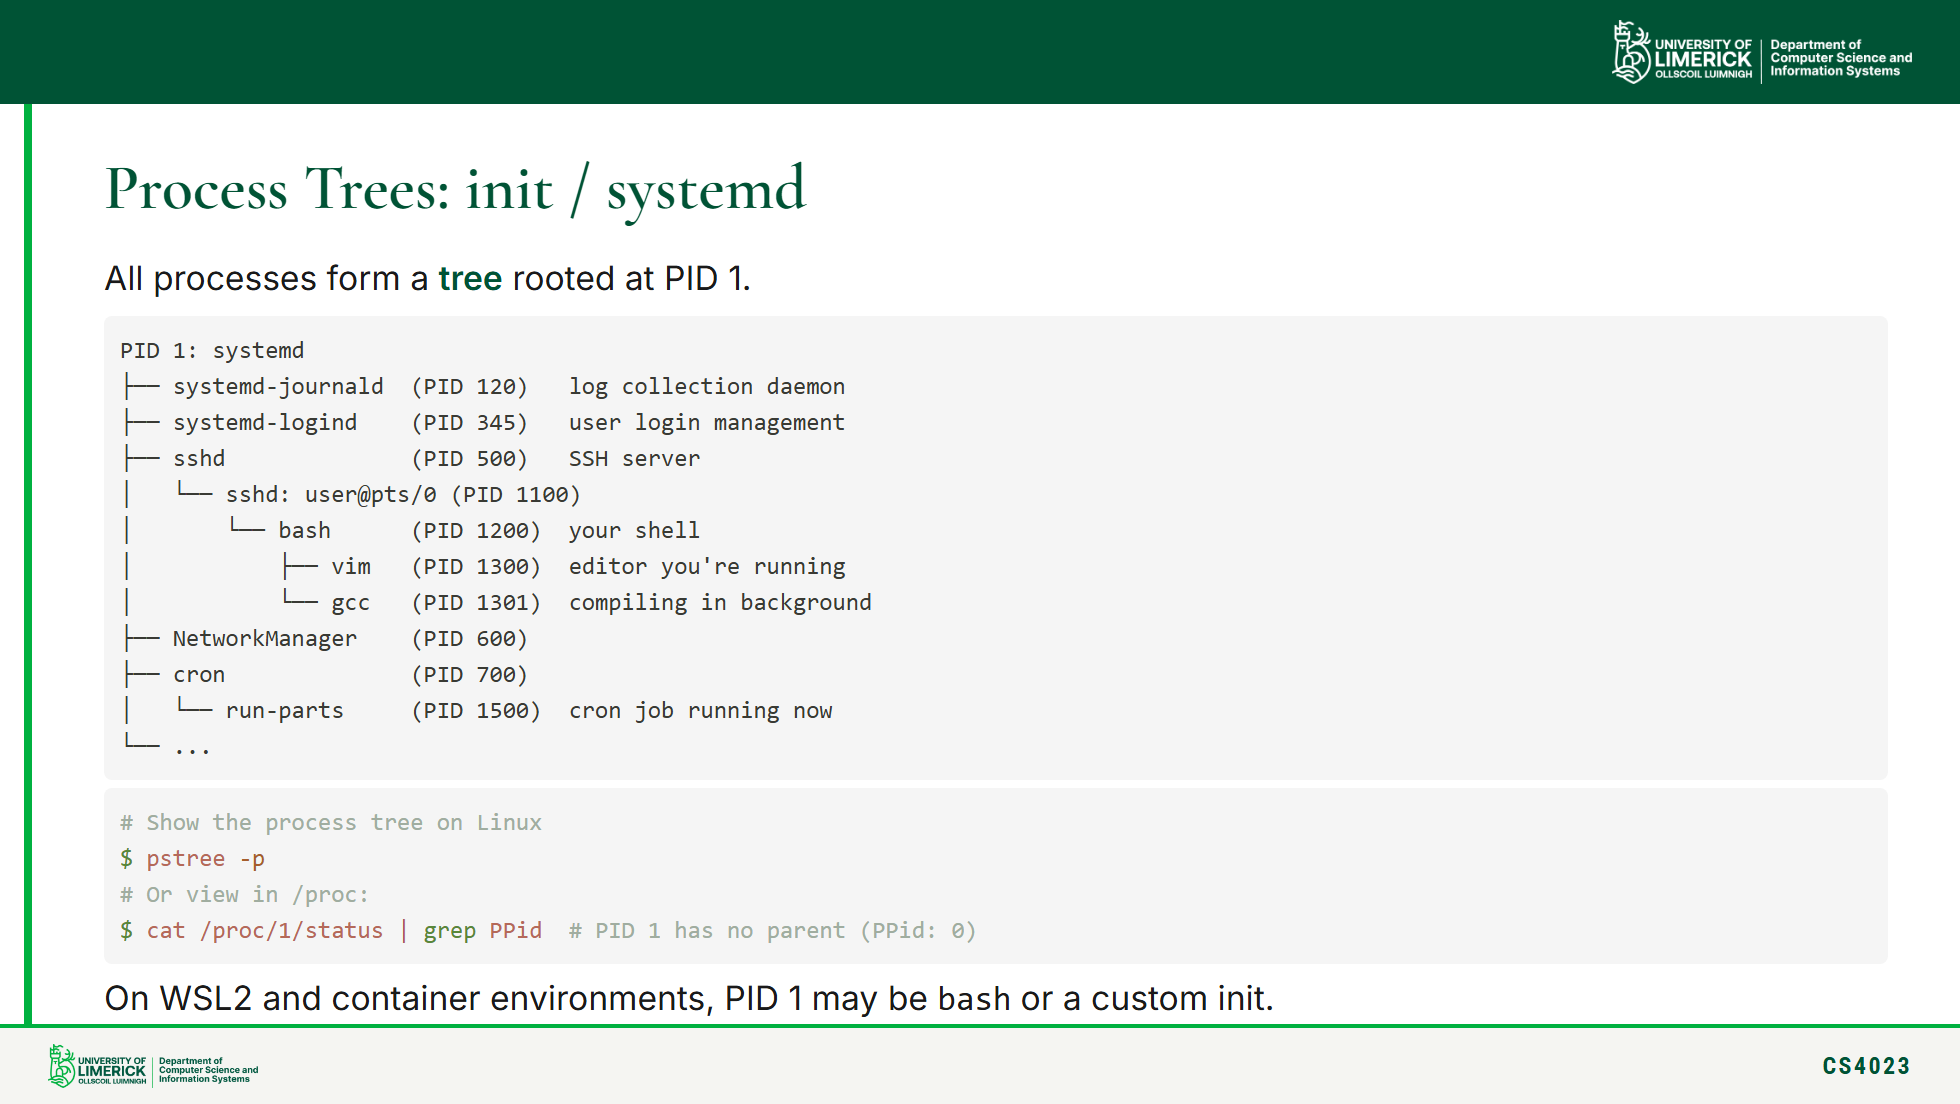 UNIVERSITY OF
LIMERICK
OLLSCOIL LUIMNIGH
Department of
Computer Science and
Information Systems
Process Trees: init / systemd
All processes form a tree rooted at PID 1.
PID 1: systemd
├── systemd-journald  (PID 120)   log collection daemon
├── systemd-logind    (PID 345)   user login management
├── sshd              (PID 500)   SSH server
│   └── sshd: user@pts/0 (PID 1100)
│       └── bash      (PID 1200)  your shell
│           ├── vim   (PID 1300)  editor you're running
│           └── gcc   (PID 1301)  compiling in background
├── NetworkManager    (PID 600)
├── cron              (PID 700)
│   └── run-parts     (PID 1500)  cron job running now
└── ...
# Show the process tree on Linux
$ pstree -p
# Or view in /proc:
$ cat /proc/1/status | grep PPid  # PID 1 has no parent (PPid: 0)
On WSL2 and container environments, PID 1 may be bash or a custom init.
UNIVERSITY OF
LIMERICK
OLLSCOIL LUIMNIGH
Department of
Computer Science and
Information Systems
CS4023